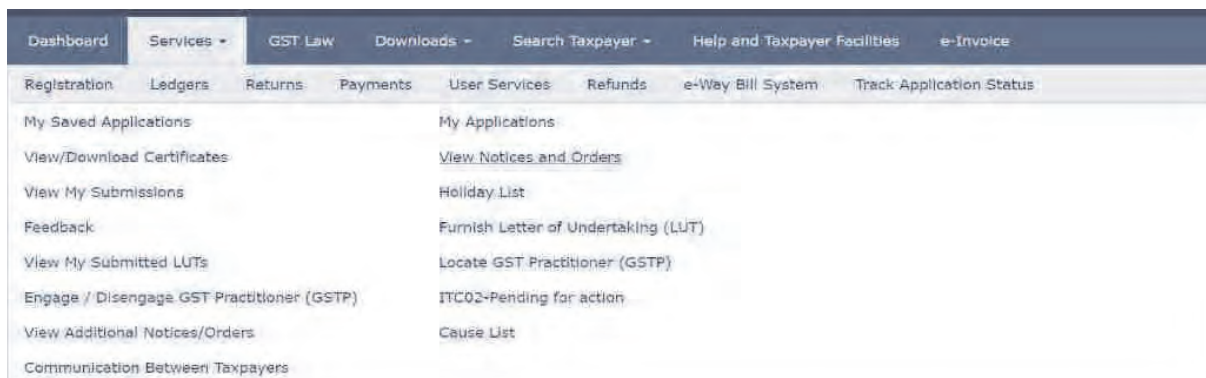 Dashboard Services GST Law Downloads Search Taxpayer Help and Taxpayer Facilities e-Invoice
Registration Ledgers Returns Payments User Services Refunds e-Way Bill System Track Application Status
My Saved Applications My Applications
View/Download Certificates View Notices and Orders
View My Submissions Holiday List
Feedback Furnish Letter of Undertaking (LUT)
View My Submitted LUTs Locate GST Practitioner (GSTP)
Engage / Disengage GST Practitioner (GSTP) ITC02-Pending for action
View Additional Notices/Orders Cause List
Communication Between Taxpayers